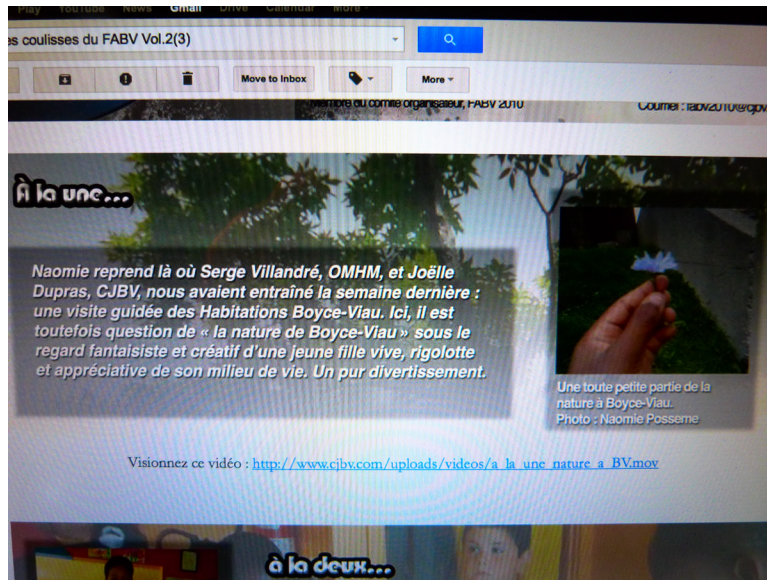 Play YouTube News Gmail Drive Calendar More
es coulisses du FABV Vol.2(3)
Move to Inbox More
Membre du comité organisateur, FABV 2010
Courriel : fabv2010@cjbv.
À la une...
Naomie reprend là où Serge Villandré, OMHM, et Joëlle
Dupras, CJBV, nous avaient entraîné la semaine dernière :
une visite guidée des Habitations Boyce-Viau. Ici, il est
toutefois question de « la nature de Boyce-Viau » sous le
regard fantaisiste et créatif d'une jeune fille vive, rigolotte
et appréciative de son milieu de vie. Un pur divertissement.
Une toute petite partie de la
nature à Boyce-Viau.
Photo : Naomie Posseme
Visionnez ce vidéo : http://www.cjbv.com/uploads/videos/a_la_une_nature_a_BV.mov
à la deux...